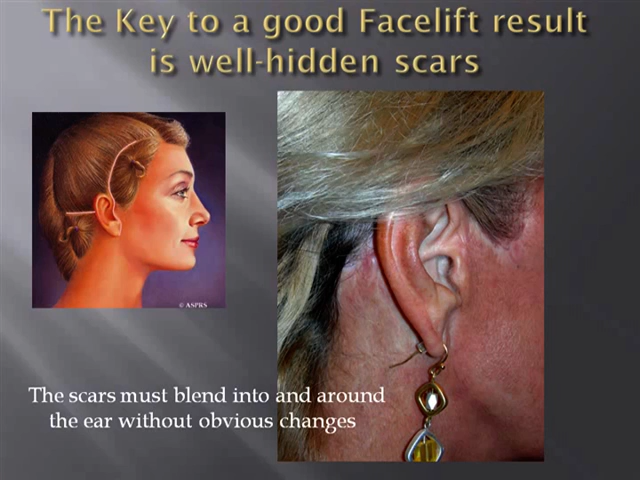 The Key to a good Facelift result
is well-hidden scars
© ASPRS
The scars must blend into and around
the ear without obvious changes